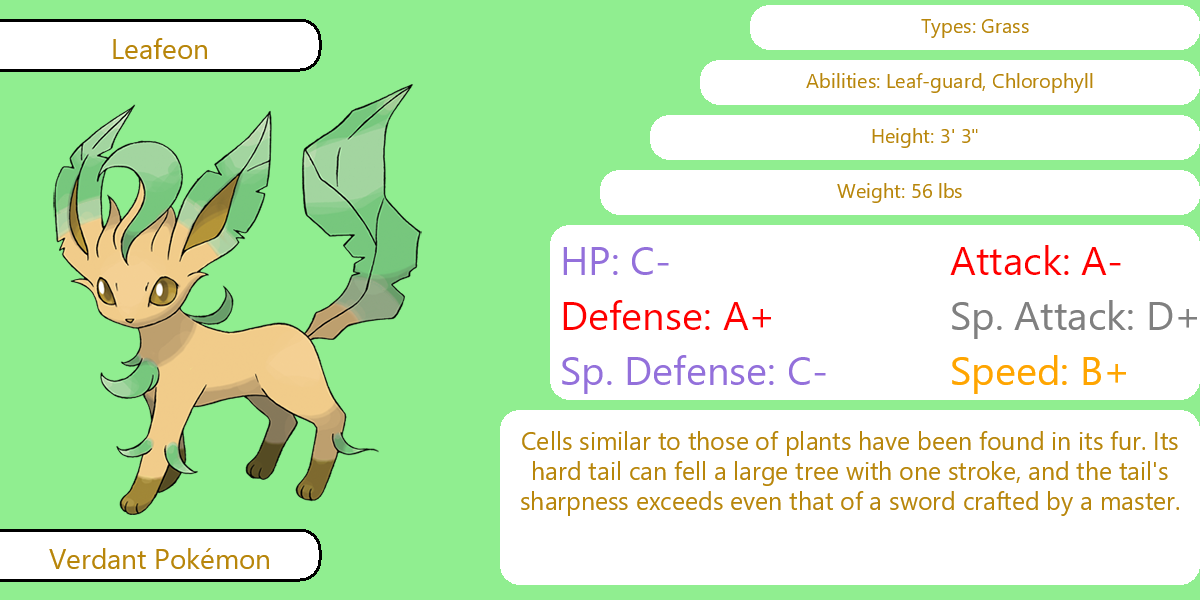 Leafeon
Types: Grass
Abilities: Leaf-guard, Chlorophyll
Height: 3' 3"
Weight: 56 lbs
HP: C-
Attack: A-
Defense: A+
Sp. Attack: D+
Sp. Defense: C-
Speed: B+
Cells similar to those of plants have been found in its fur. Its
hard tail can fell a large tree with one stroke, and the tail's
sharpness exceeds even that of a sword crafted by a master.
Verdant Pokémon